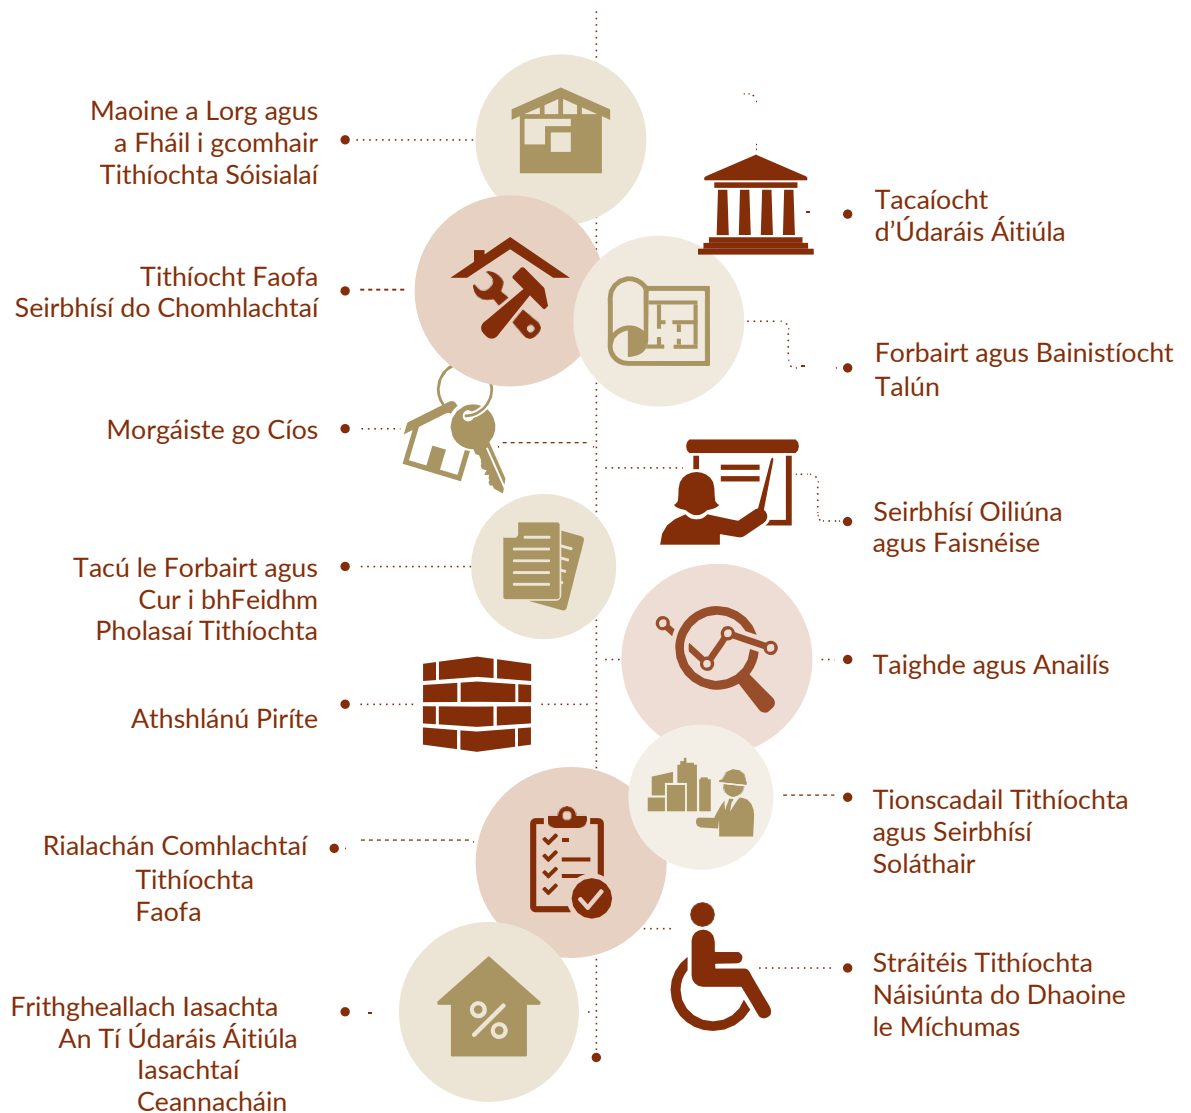 Maoine a Lorg agus
a Fháil i gcomhair
Tithíochta Sóisialaí
Tacaíocht
d’Údaráis Áitiúla
Tithíocht Faofa
Seirbhísí do Chomhlachtaí
Forbairt agus Bainistíocht
Talún
Morgáiste go Cíos
Seirbhísí Oiliúna
agus Faisnéise
Tacú le Forbairt agus
Cur i bhFeidhm
Pholasaí Tithíochta
Taighde agus Anailís
Athshlánú Piríte
Tionscadail Tithíochta
agus Seirbhísí
Soláthair
Rialachán Comhlachtaí
Tithíochta
Faofa
Stráitéis Tithíochta
Náisiúnta do Dhaoine
le Míchumas
Frithgheallach Iasachta
An Tí Údaráis Áitiúla
Iasachtaí
Ceannacháin